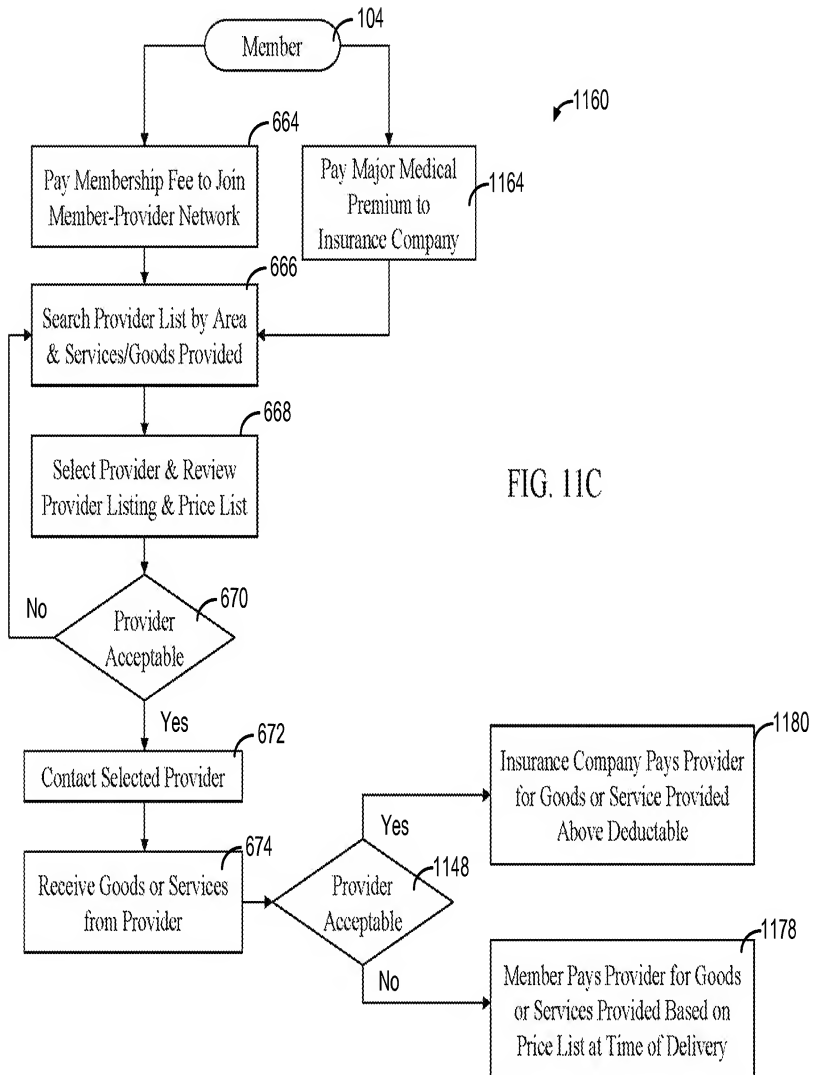 Member
104
1160
664
Pay Membership Fee to Join
Member-Provider Network
Pay Major Medical
Premium to
Insurance Company
1164
666
Search Provider List by Area
& Services/Goods Provided
668
Select Provider & Review
Provider Listing & Price List
FIG. 11C
No
670
Provider
Acceptable
Yes
672
Contact Selected Provider
674
Receive Goods or Services
from Provider
Yes
1148
Provider
Acceptable
No
1180
Insurance Company Pays Provider
for Goods or Service Provided
Above Deductable
1178
Member Pays Provider for Goods
or Services Provided Based on
Price List at Time of Delivery